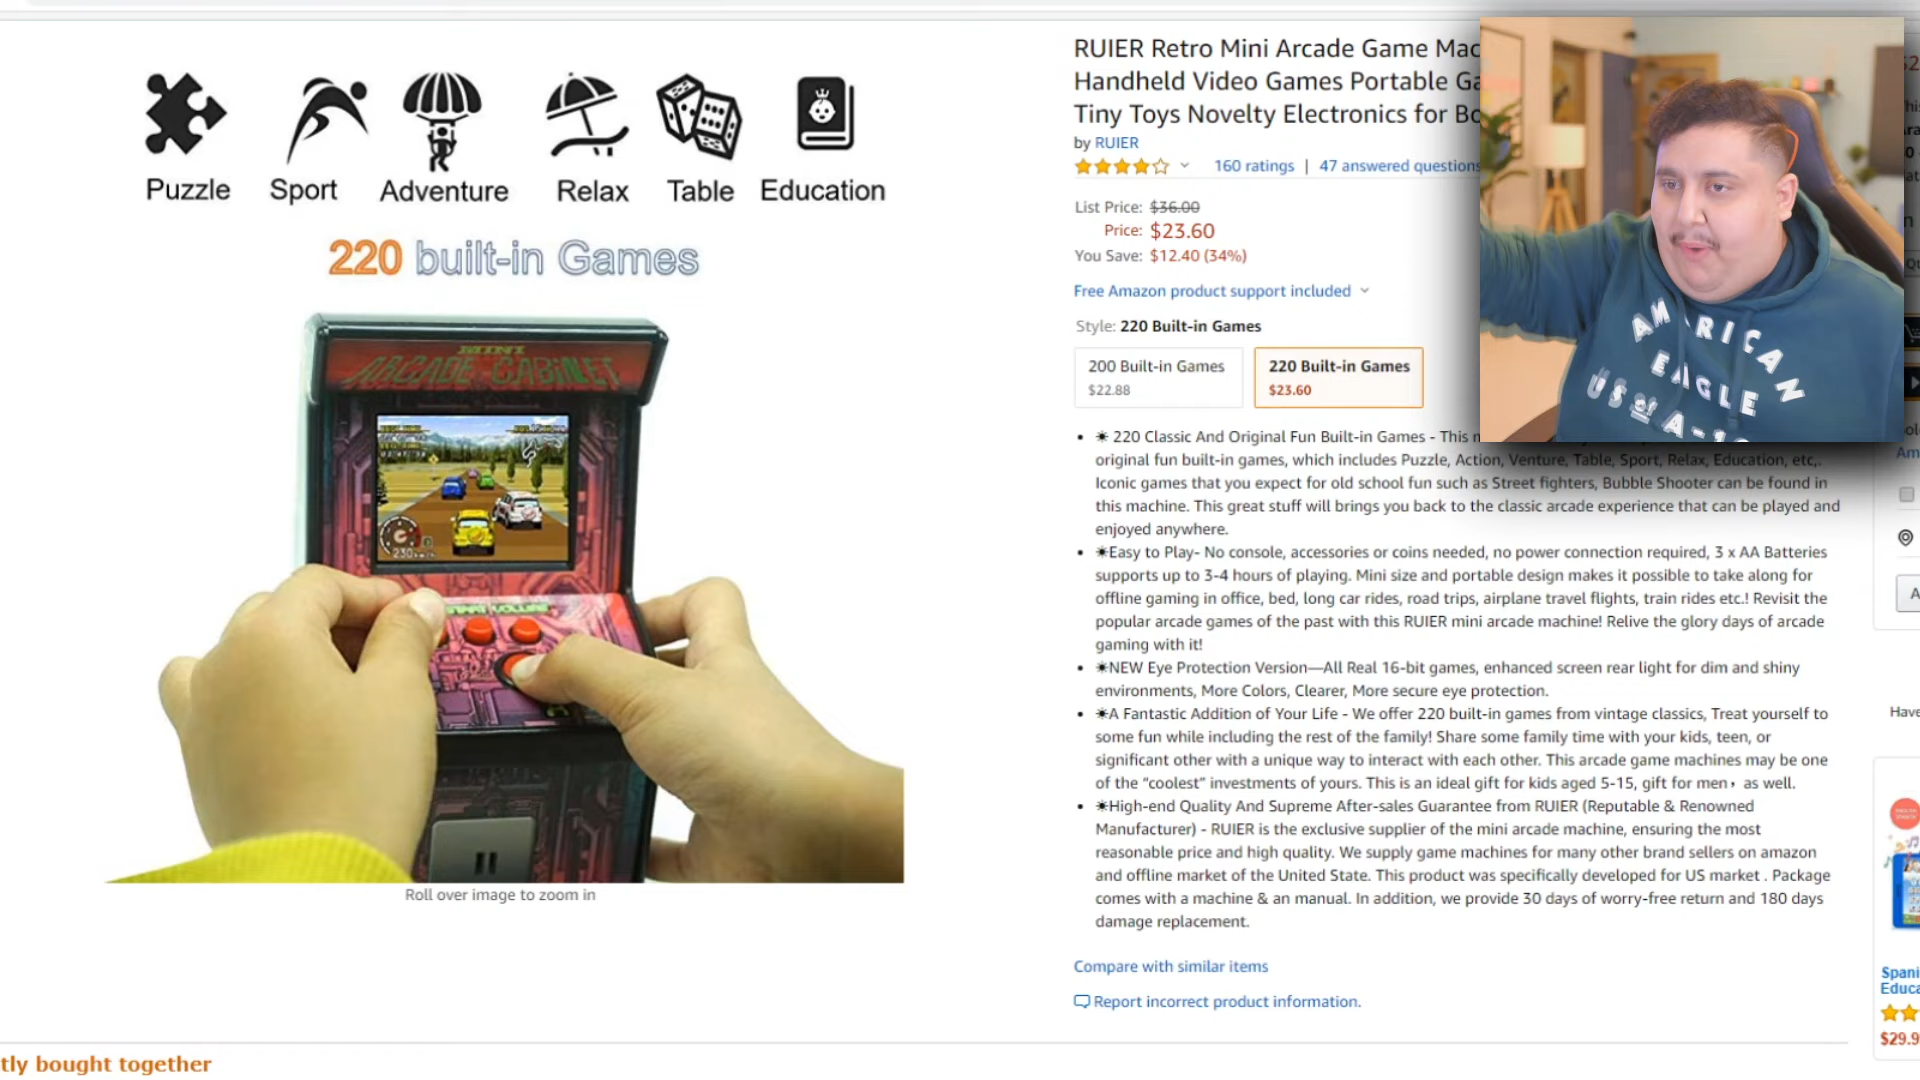 Puzzle Sport Adventure Relax Table Education
220 built-in Games
MINI
ARCADE CABINET
START VOLUME
230
Roll over image to zoom in
tly bought together
RUIER Retro Mini Arcade Game Mac
Handheld Video Games Portable Ga
Tiny Toys Novelty Electronics for Bo
by RUIER
160 ratings | 47 answered questions
List Price: $36.00
Price: $23.60
You Save: $12.40 (34%)
Free Amazon product support included
Style: 220 Built-in Games
200 Built-in Games
$22.88
220 Built-in Games
$23.60
• ☀ 220 Classic And Original Fun Built-in Games - This
original fun built-in games, which includes Puzzle, Action, Venture, Table, Sport, Relax, Education, etc,.
Iconic games that you expect for old school fun such as Street fighters, Bubble Shooter can be found in
this machine. This great stuff will brings you back to the classic arcade experience that can be played and
enjoyed anywhere.
• ☀Easy to Play- No console, accessories or coins needed, no power connection required, 3 x AA Batteries
supports up to 3-4 hours of playing. Mini size and portable design makes it possible to take along for
offline gaming in office, bed, long car rides, road trips, airplane travel flights, train rides etc.! Revisit the
popular arcade games of the past with this RUIER mini arcade machine! Relive the glory days of arcade
gaming with it!
• ☀NEW Eye Protection Version—All Real 16-bit games, enhanced screen rear light for dim and shiny
environments, More Colors, Clearer, More secure eye protection.
• ☀A Fantastic Addition of Your Life - We offer 220 built-in games from vintage classics, Treat yourself to
some fun while including the rest of the family! Share some family time with your kids, teen, or
significant other with a unique way to interact with each other. This arcade game machines may be one
of the “coolest” investments of yours. This is an ideal gift for kids aged 5-15, gift for men，as well.
• ☀High-end Quality And Supreme After-sales Guarantee from RUIER (Reputable & Renowned
Manufacturer) - RUIER is the exclusive supplier of the mini arcade machine, ensuring the most
reasonable price and high quality. We supply game machines for many other brand sellers on amazon
and offline market of the United State. This product was specifically developed for US market . Package
comes with a machine & an manual. In addition, we provide 30 days of worry-free return and 180 days
damage replacement.
Compare with similar items
Report incorrect product information.
AMERICAN
EAGLE
USA
Am
A
Have
Spani
Educa
$29.9